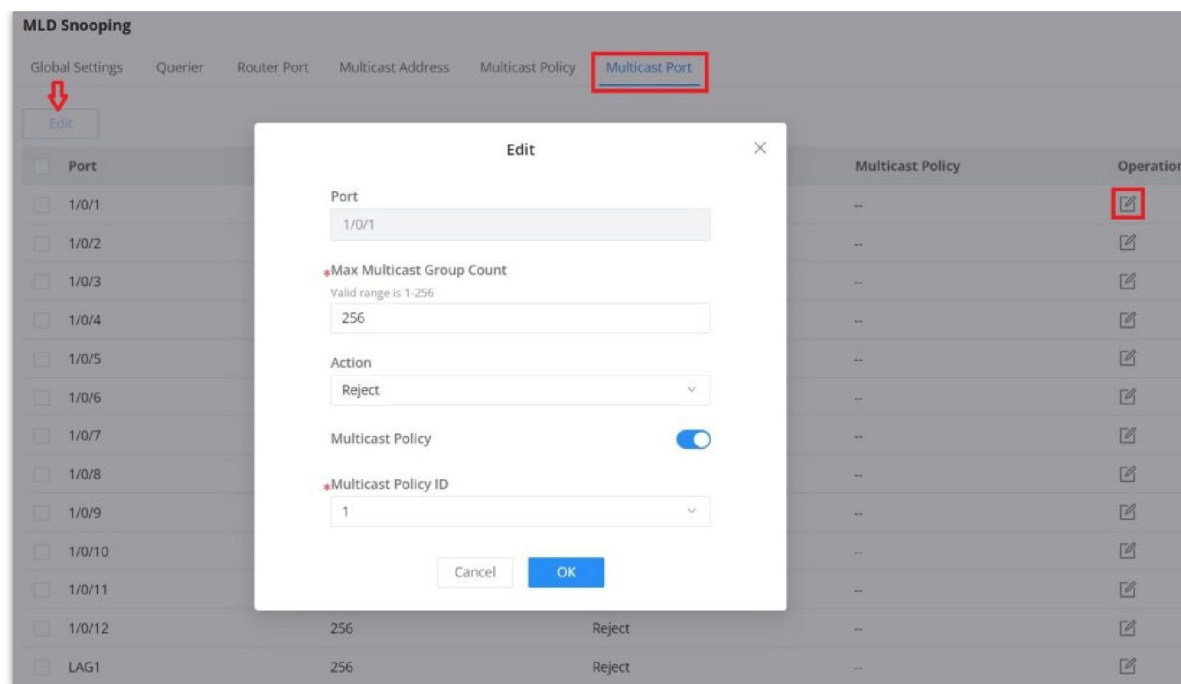 MLD Snooping
Global Settings Querier Router Port Multicast Address Multicast Policy Multicast Port
Edit
Edit
Port Multicast Policy Operation
Port
1/0/1
*Max Multicast Group Count
Valid range is 1-256
256
Action
Reject
Multicast Policy
*Multicast Policy ID
1
Cancel OK
1/0/1 --
1/0/2 --
1/0/3 --
1/0/4 --
1/0/5 --
1/0/6 --
1/0/7 --
1/0/8 --
1/0/9 --
1/0/10 --
1/0/11 --
1/0/12 256 Reject --
LAG1 256 Reject --